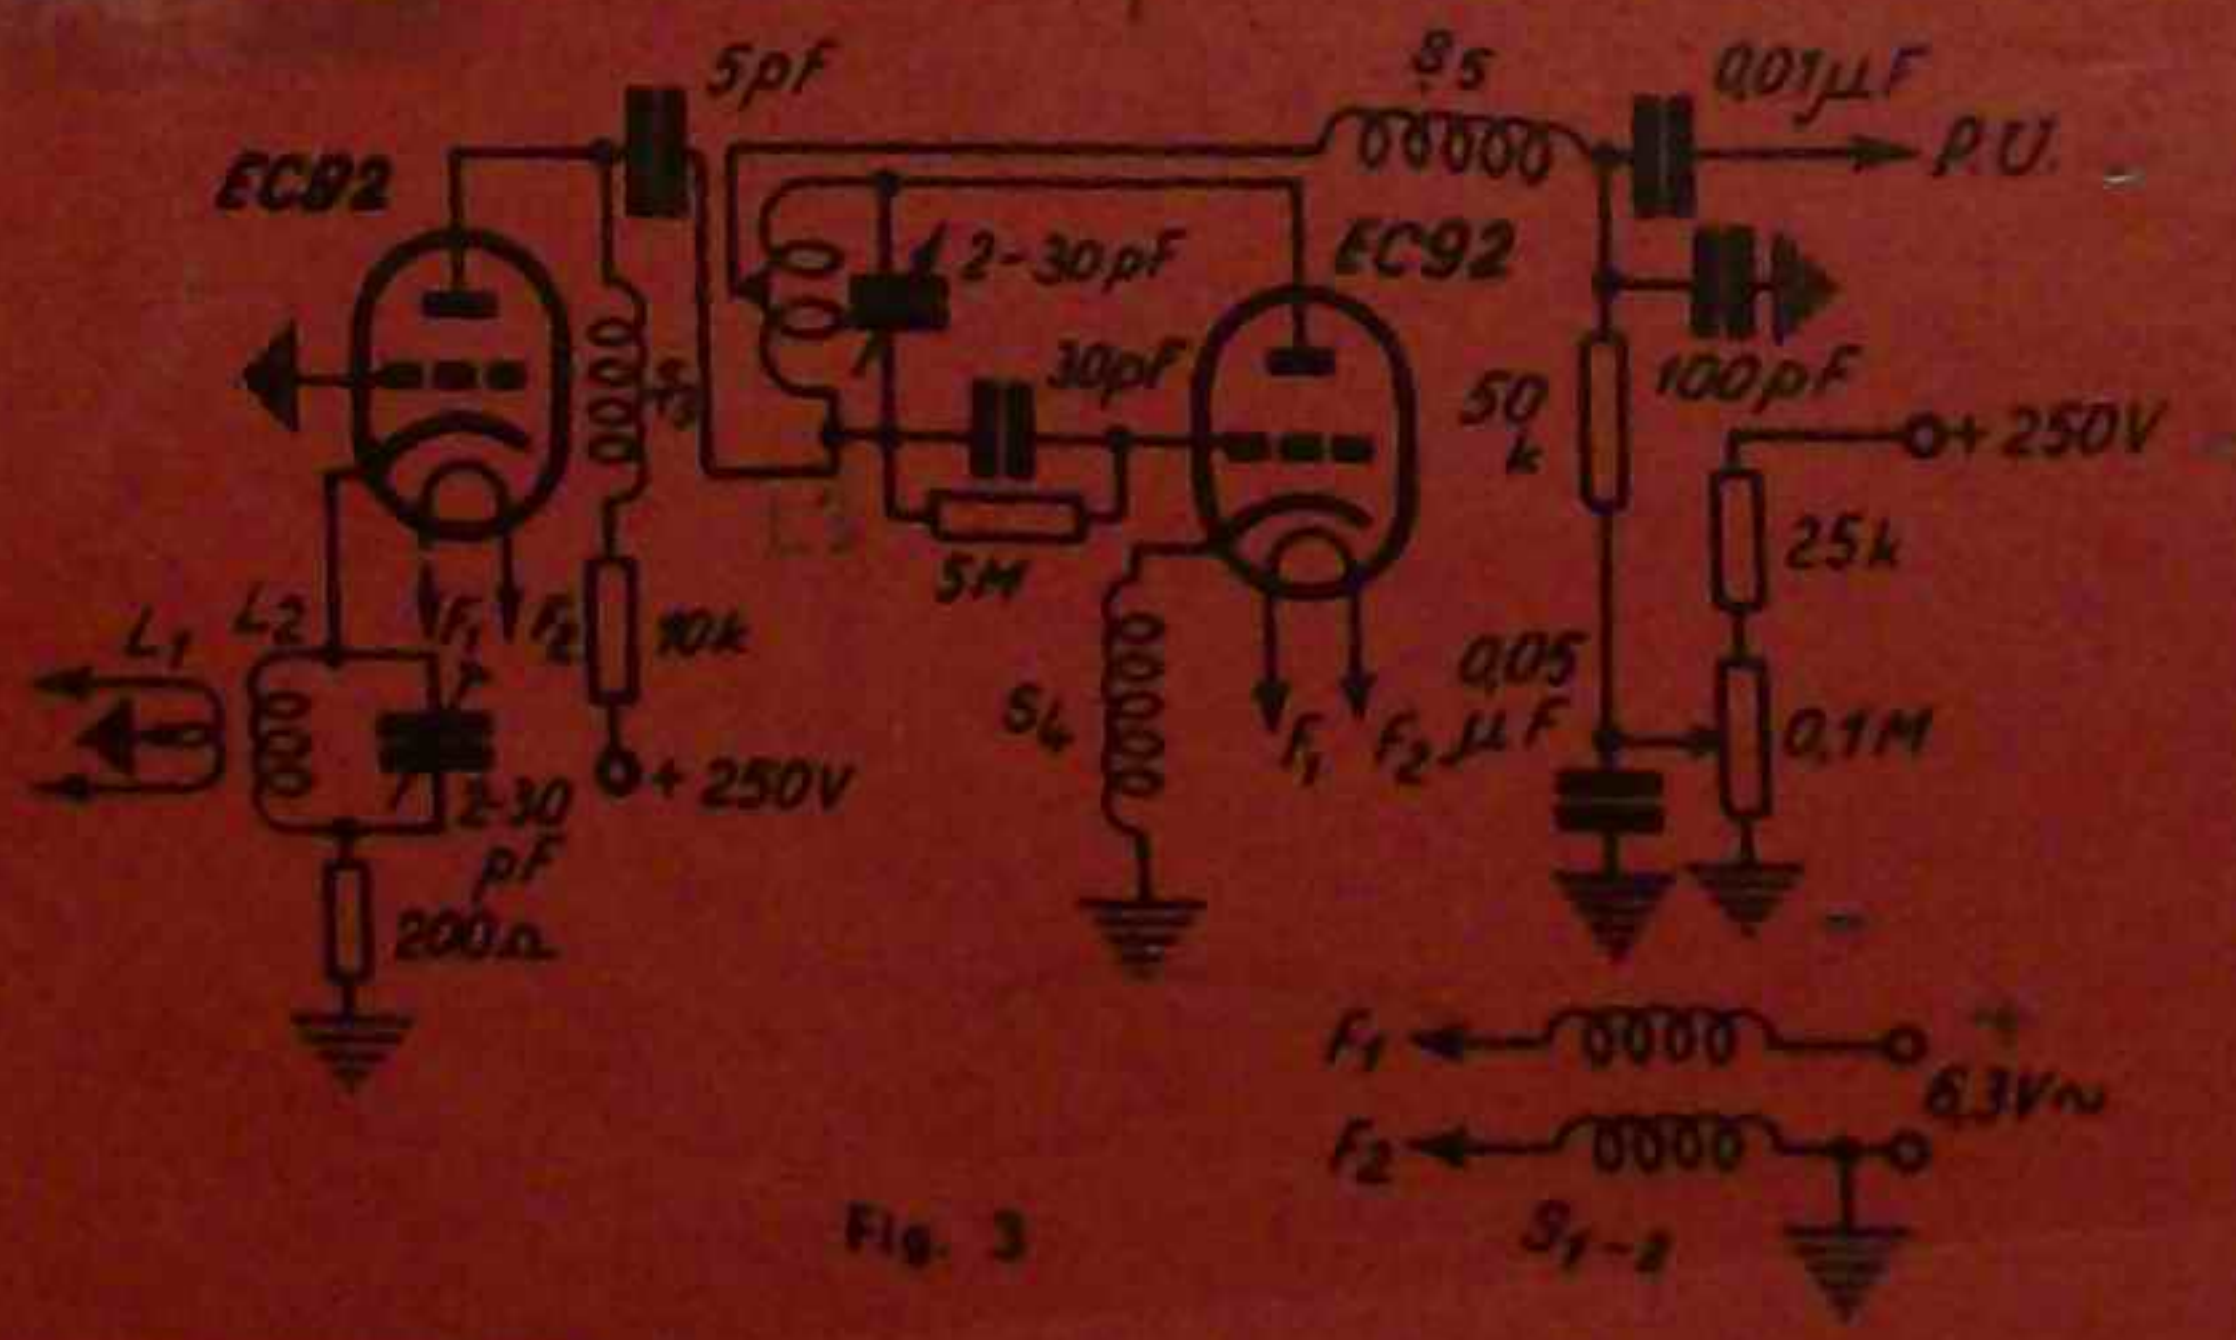 5pF
S5
0,01µF
P.U.
EC92
2-30pF
EC92
30pF
100pF
50
k
+ 250V
S3
25k
5M
L1
L2
F1
F2
10k
0,05
µF
S4
F1
F2
0,1M
+ 250V
2-30
pF
200Ω
F1
6,3V~
F2
S1-2
Fig. 3